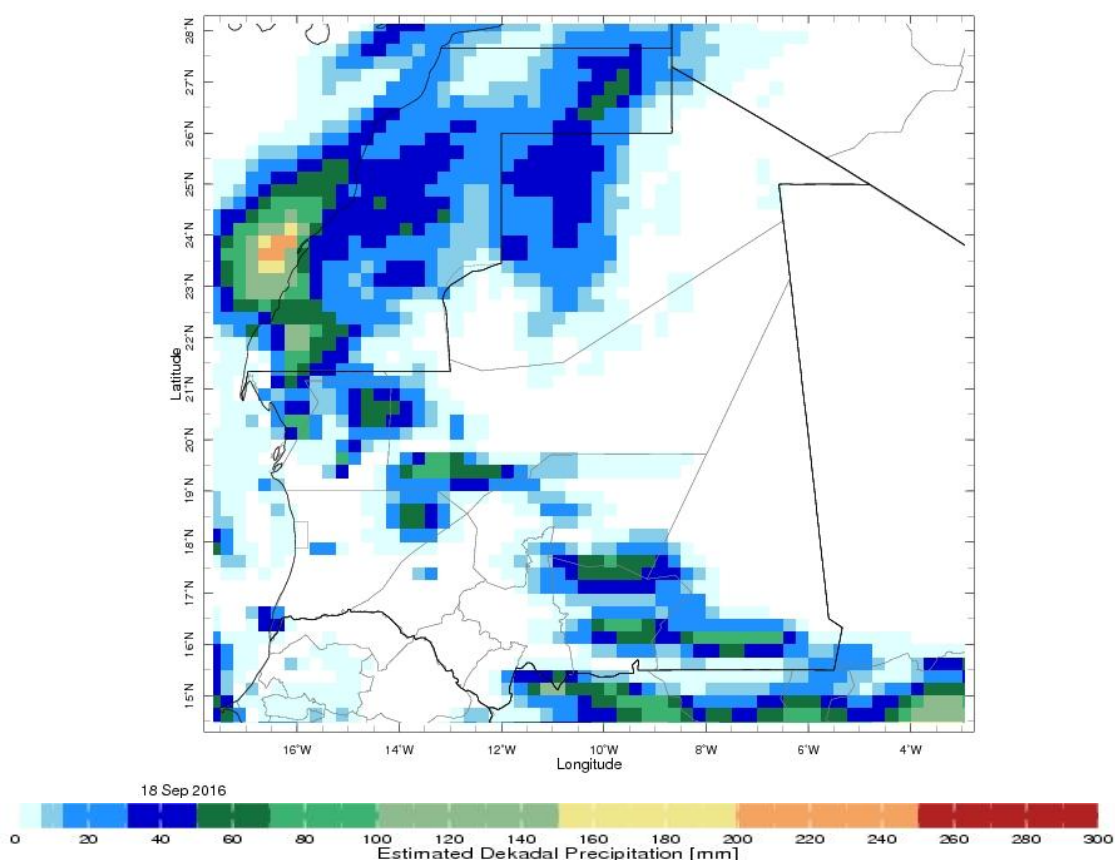 28°N
27°N
26°N
25°N
24°N
23°N
22°N
21°N
20°N
19°N
18°N
17°N
16°N
15°N
Latitude
16°W 14°W 12°W 10°W 8°W 6°W 4°W
Longitude
18 Sep 2016
0 20 40 60 80 100 120 140 160 180 200 220 240 260 280 300
Estimated Dekadal Precipitation [mm]